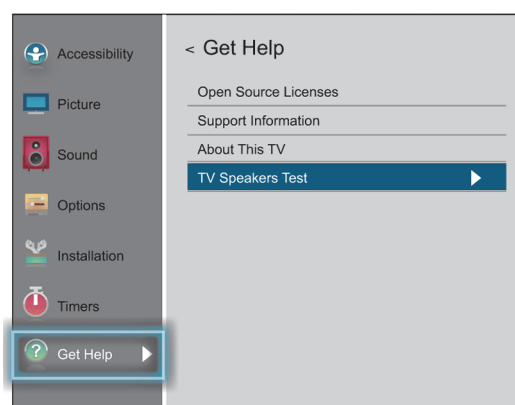 Accessibility
Picture
Sound
Options
Installation
Timers
Get Help
< Get Help
Open Source Licenses
Support Information
About This TV
TV Speakers Test